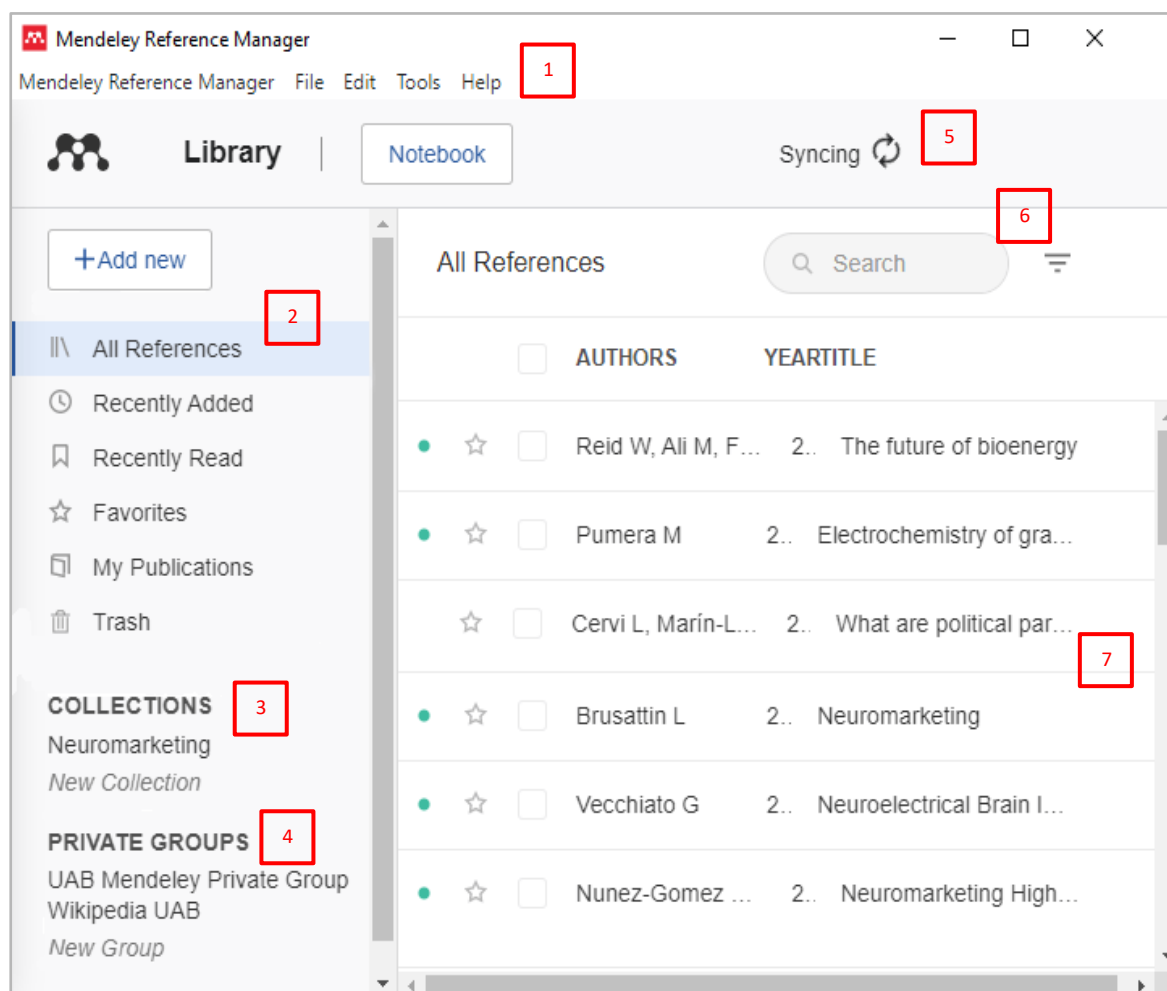 Mendeley Reference Manager
Mendeley Reference Manager File Edit Tools Help
1
Library
Notebook
Syncing
5
6
+Add new
2
All References
Recently Added
Recently Read
Favorites
My Publications
Trash
COLLECTIONS
3
Neuromarketing
New Collection
PRIVATE GROUPS
4
UAB Mendeley Private Group
Wikipedia UAB
New Group
All References
Search
AUTHORS YEARTITLE
Reid W, Ali M, F... 2.. The future of bioenergy
Pumera M 2.. Electrochemistry of gra...
Cervi L, Marín-L... 2.. What are political par...
7
Brusattin L 2.. Neuromarketing
Vecchiato G 2.. Neuroelectrical Brain I...
Nunez-Gomez ... 2.. Neuromarketing High...